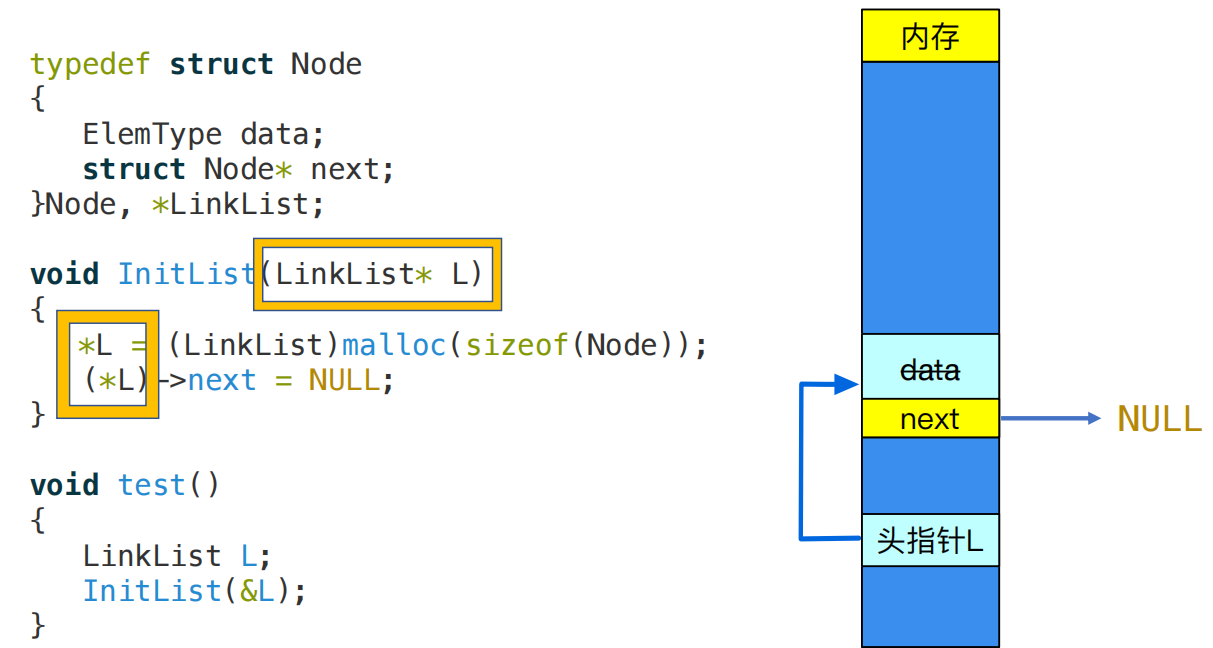 typedef struct Node
{
ElemType data;
struct Node* next;
}Node, *LinkList;
void InitList(LinkList* L)
{
*L = (LinkList)malloc(sizeof(Node));
(*L)->next = NULL;
}
void test()
{
LinkList L;
InitList(&L);
}
内存
data
next
NULL
头指针L